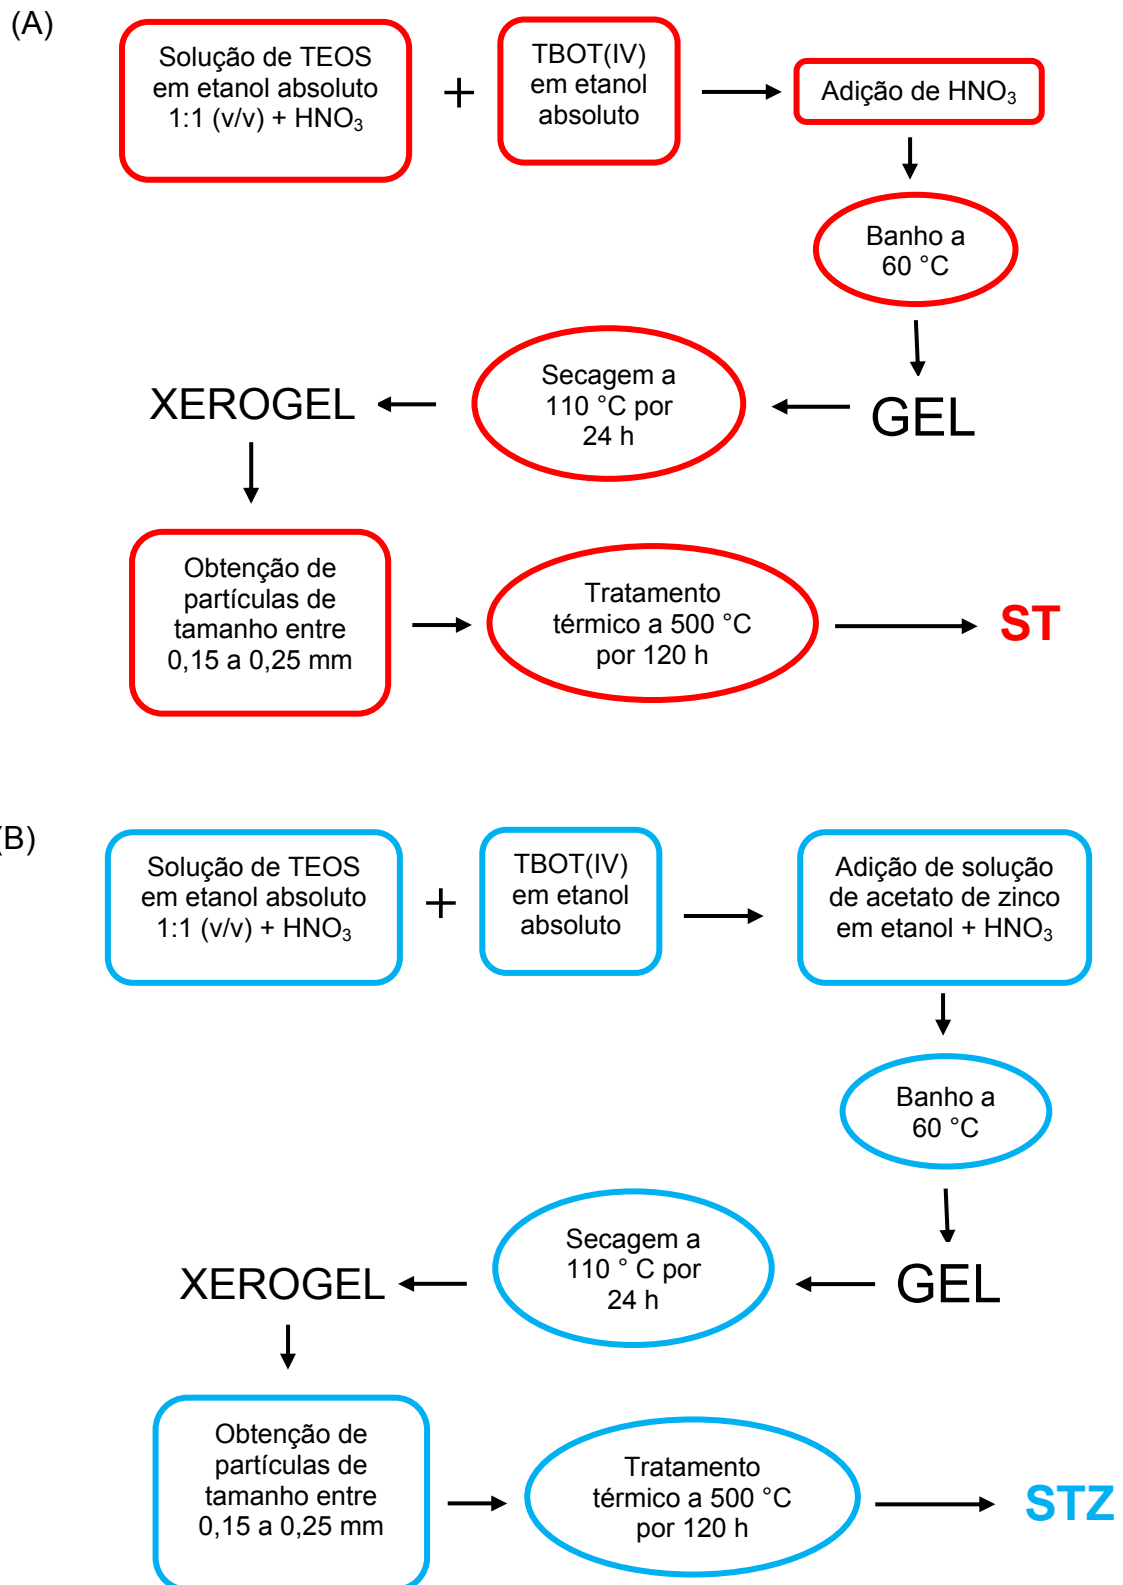 (A)
Solução de TEOS
em etanol absoluto
1:1 (v/v) + HNO₃
+
TBOT(IV)
em etanol
absoluto
Adição de HNO₃
Banho a
60 °C
GEL
Secagem a
110 °C por
24 h
XEROGEL
Obtenção de
partículas de
tamanho entre
0,15 a 0,25 mm
Tratamento
térmico a 500 °C
por 120 h
ST
(B)
Solução de TEOS
em etanol absoluto
1:1 (v/v) + HNO₃
+
TBOT(IV)
em etanol
absoluto
Adição de solução
de acetato de zinco
em etanol + HNO₃
Banho a
60 °C
GEL
Secagem a
110 ° C por
24 h
XEROGEL
Obtenção de
partículas de
tamanho entre
0,15 a 0,25 mm
Tratamento
térmico a 500 °C
por 120 h
STZ